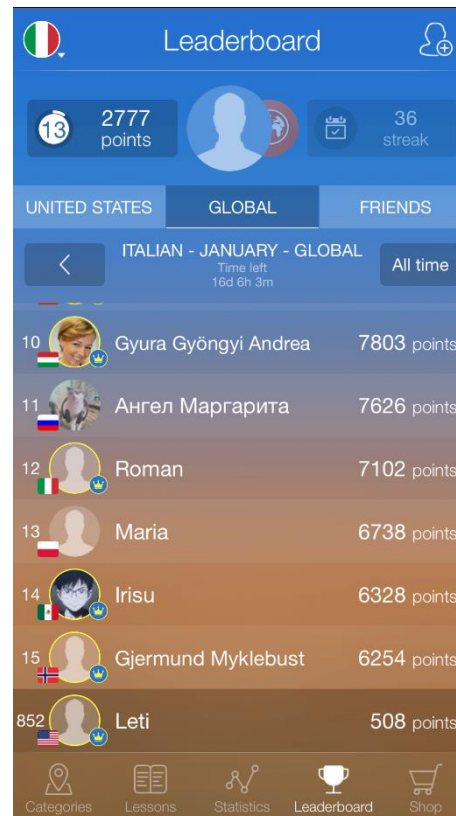 Leaderboard
13
2777
points
36
streak
UNITED STATES GLOBAL FRIENDS
ITALIAN - JANUARY - GLOBAL
Time left
16d 6h 3m
All time
10 Gyura Gyöngyi Andrea 7803 points
11 Ангел Маргарита 7626 points
12 Roman 7102 points
13 Maria 6738 points
14 Irisu 6328 points
15 Gjermund Myklebust 6254 points
852 Leti 508 points
Categories Lessons Statistics Leaderboard Shop